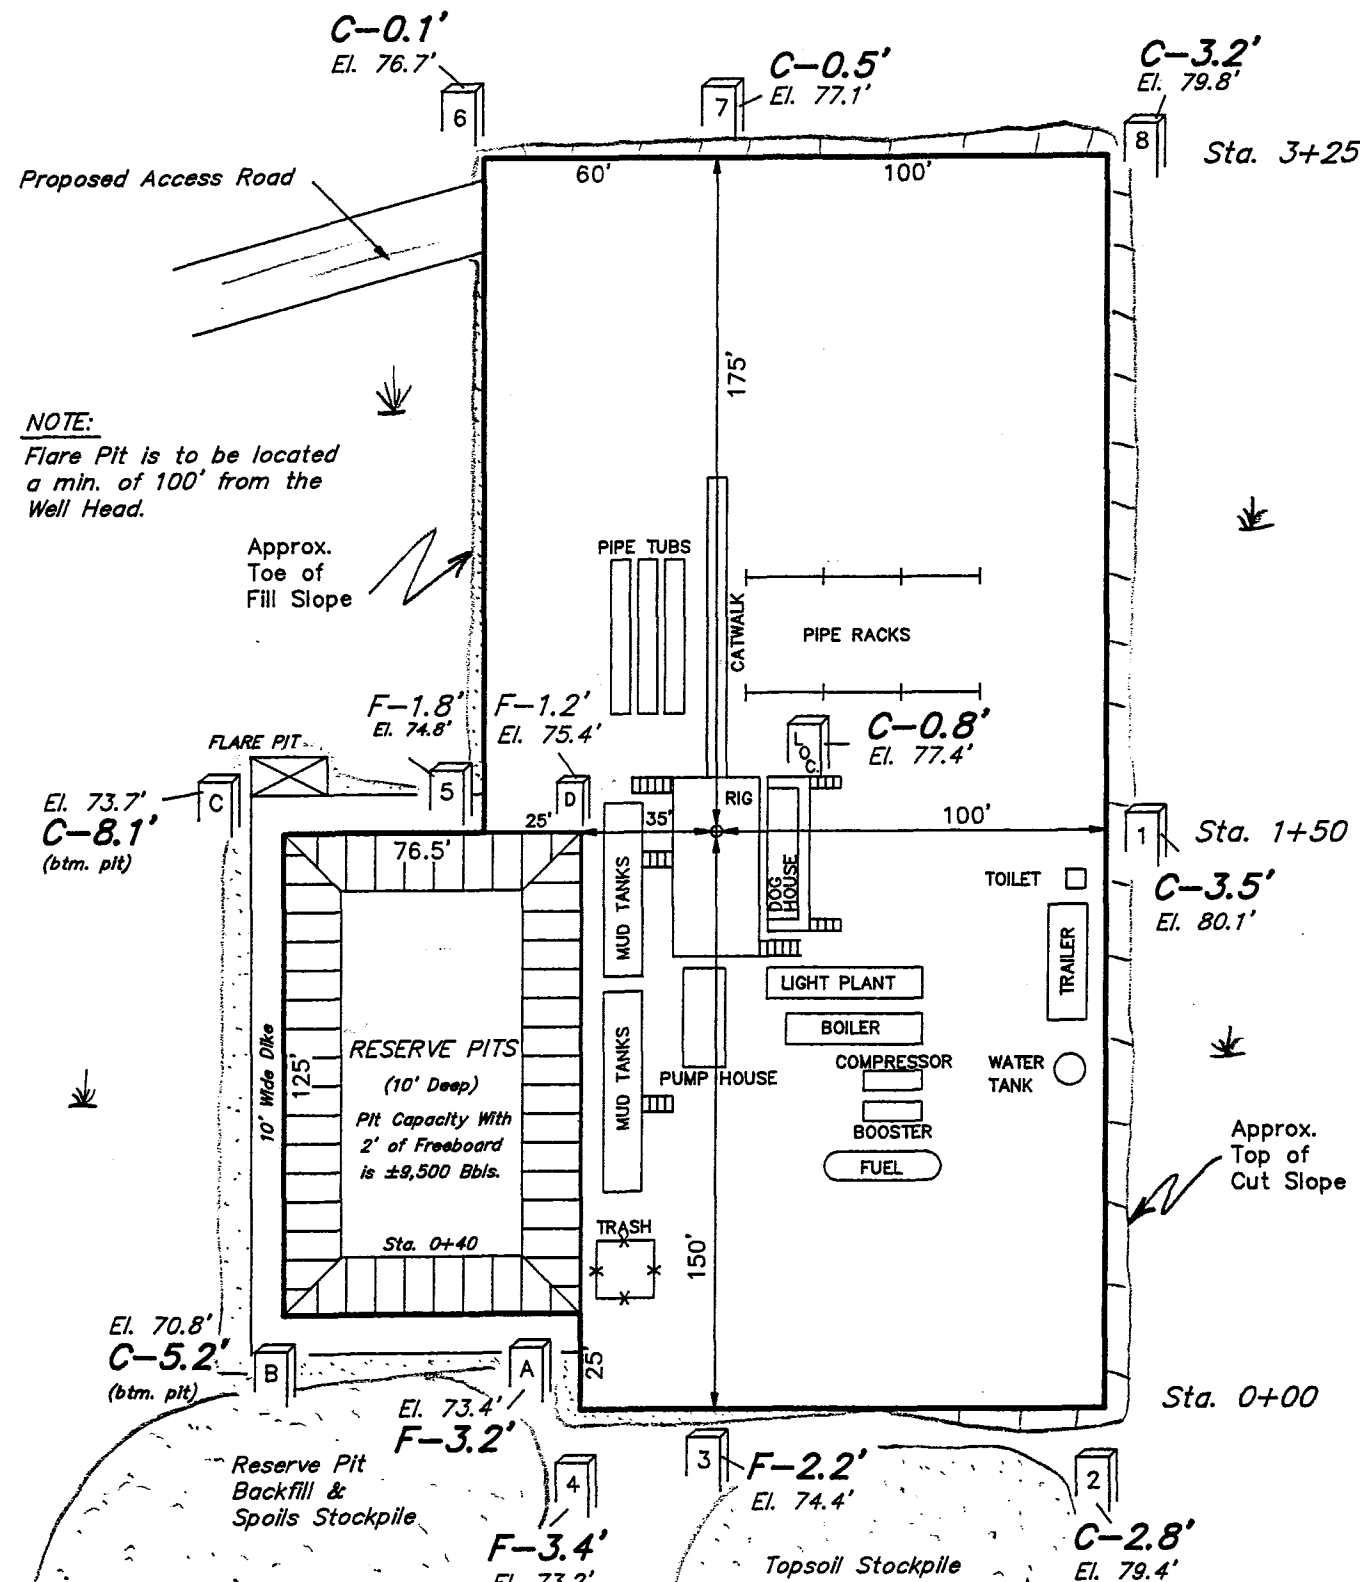 C-0.1'
El. 76.7'
6
C-0.5'
El. 77.1'
7
C-3.2'
El. 79.8'
8
Sta. 3+25
60'
100'
Proposed Access Road
175'
NOTE:
Flare Pit is to be located
a min. of 100' from the
Well Head.
Approx.
Toe of
Fill Slope
PIPE TUBS
CATWALK
PIPE RACKS
F-1.8'
El. 74.8'
F-1.2'
El. 75.4'
C-0.8'
El. 77.4'
LOC.
FLARE PIT
C
5
D
El. 73.7'
C-8.1'
(btm. pit)
RIG
25'
35'
100'
1
Sta. 1+50
C-3.5'
El. 80.1'
76.5'
MUD TANKS
DOG
HOUSE
TOILET
TRAILER
LIGHT PLANT
BOILER
10' Wide Dike
125'
RESERVE PITS
(10' Deep)
Pit Capacity With
2' of Freeboard
is ±9,500 Bbls.
MUD TANKS
PUMP HOUSE
COMPRESSOR
BOOSTER
FUEL
WATER
TANK
Approx.
Top of
Cut Slope
Sta. 0+40
TRASH
150'
El. 70.8'
C-5.2'
(btm. pit)
B
A
25'
El. 73.4'
F-3.2'
Sta. 0+00
Reserve Pit
Backfill &
Spoils Stockpile
4
F-3.4'
El. 73.2'
3
F-2.2'
El. 74.4'
2
C-2.8'
El. 79.4'
Topsoil Stockpile